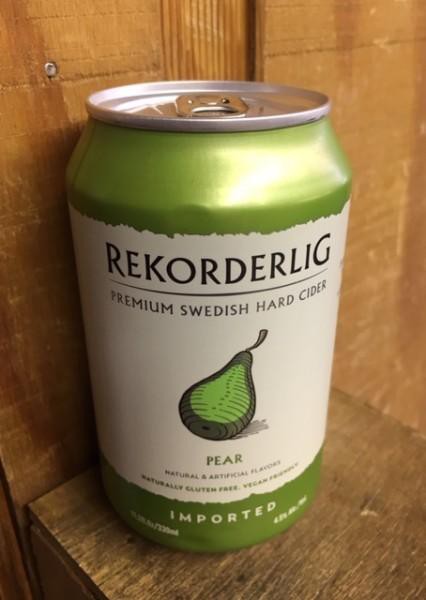 REKORDERLIG
PREMIUM SWEDISH HARD CIDER
PEAR
NATURAL & ARTIFICIAL FLAVORS
NATURALLY GLUTEN FREE. VEGAN FRIENDLY
IMPORTED